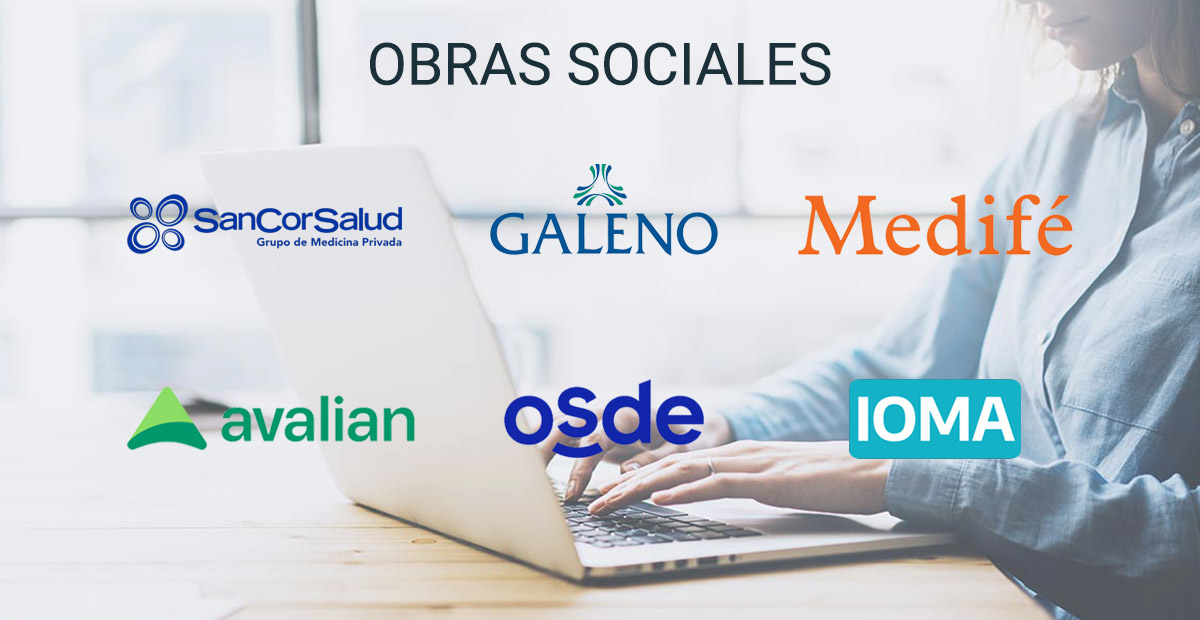 OBRAS SOCIALES
SanCorSalud
Grupo de Medicina Privada
GALENO
Medifé
avalian
osde
IOMA